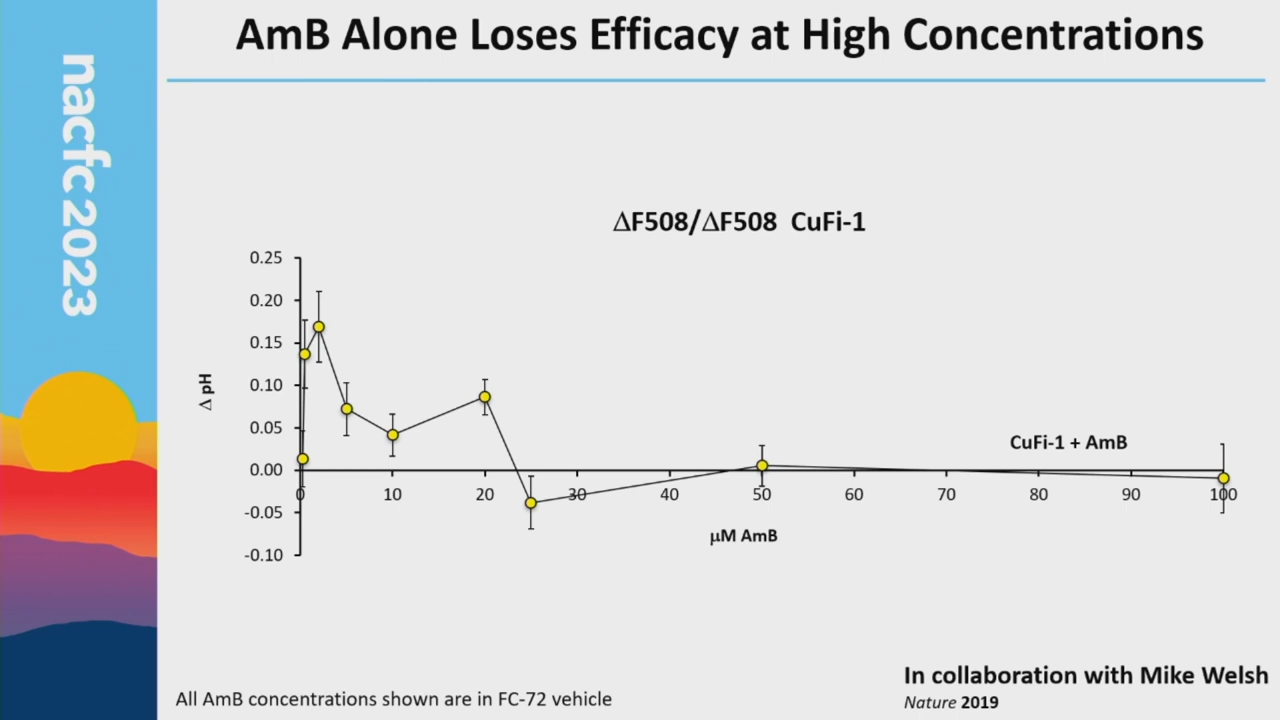 AmB Alone Loses Efficacy at High Concentrations
nacfc 2023
ΔF508/ΔF508 CuFi-1
0.25
0.20
0.15
0.10
0.05
0.00
-0.05
-0.10
Δ pH
0 10 20 30 40 50 60 70 80 90 100
CuFi-1 + AmB
μM AmB
In collaboration with Mike Welsh
Nature 2019
All AmB concentrations shown are in FC-72 vehicle